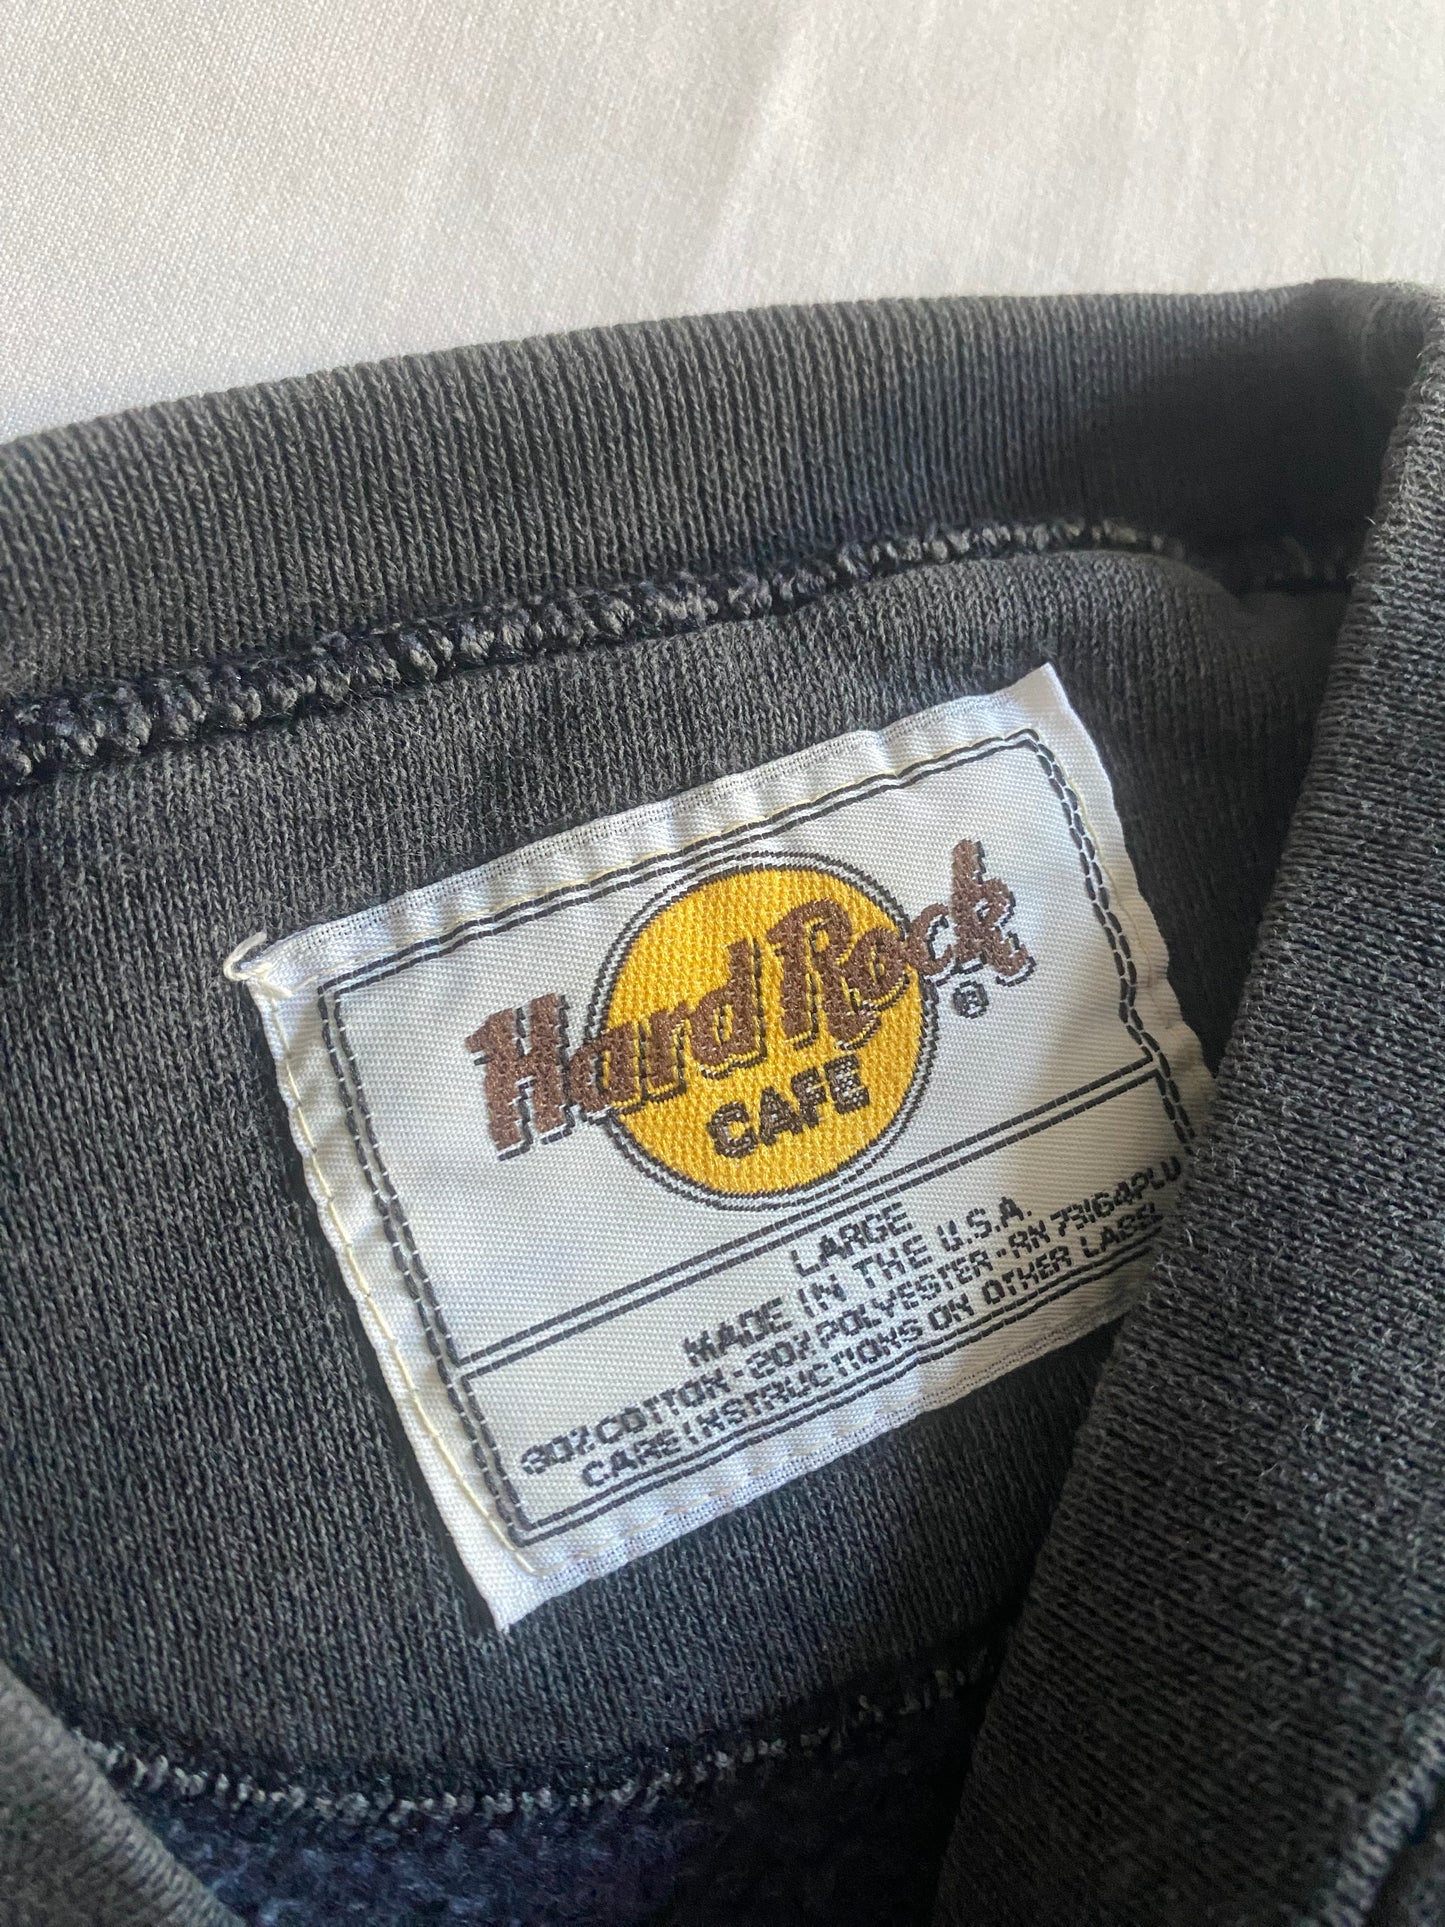 Hard Rock ®
CAFE
LARGE
MADE IN THE U.S.A.
80%COTTON-20%POLYESTER-RN 73164PLU
CARE INSTRUCTIONS ON OTHER LABEL